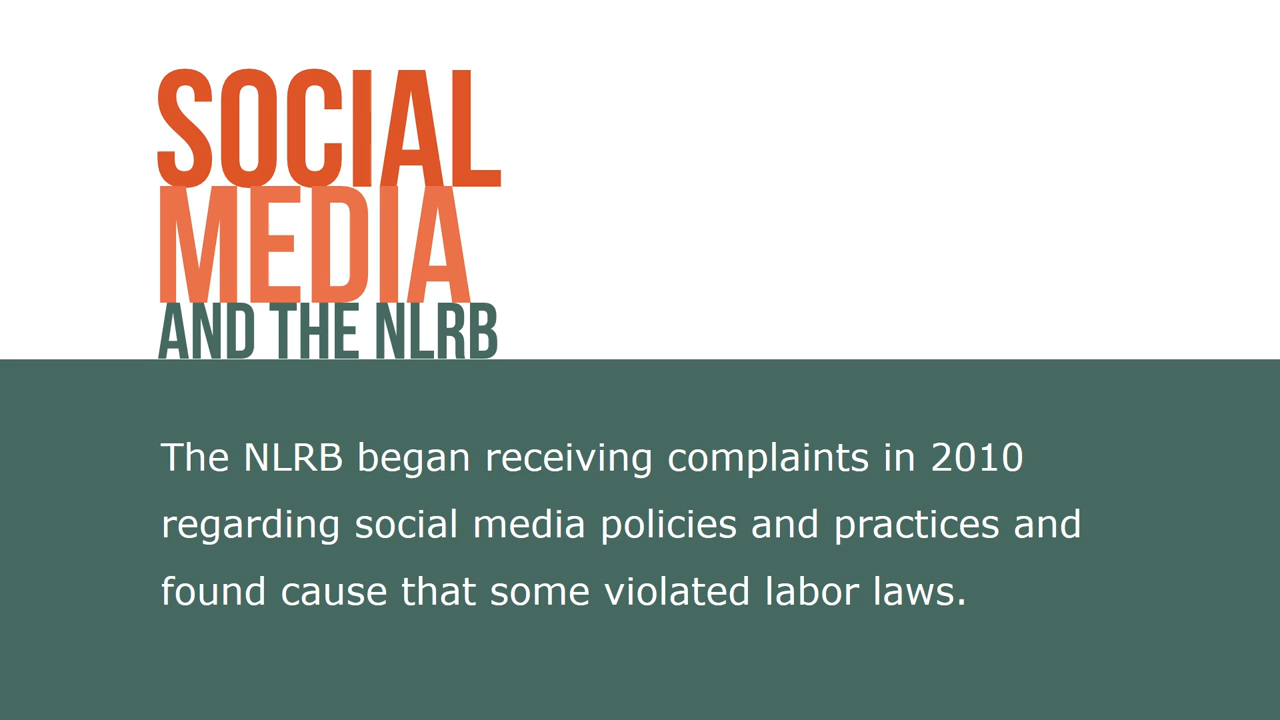 SOCIAL
MEDIA
AND THE NLRB
The NLRB began receiving complaints in 2010
regarding social media policies and practices and
found cause that some violated labor laws.